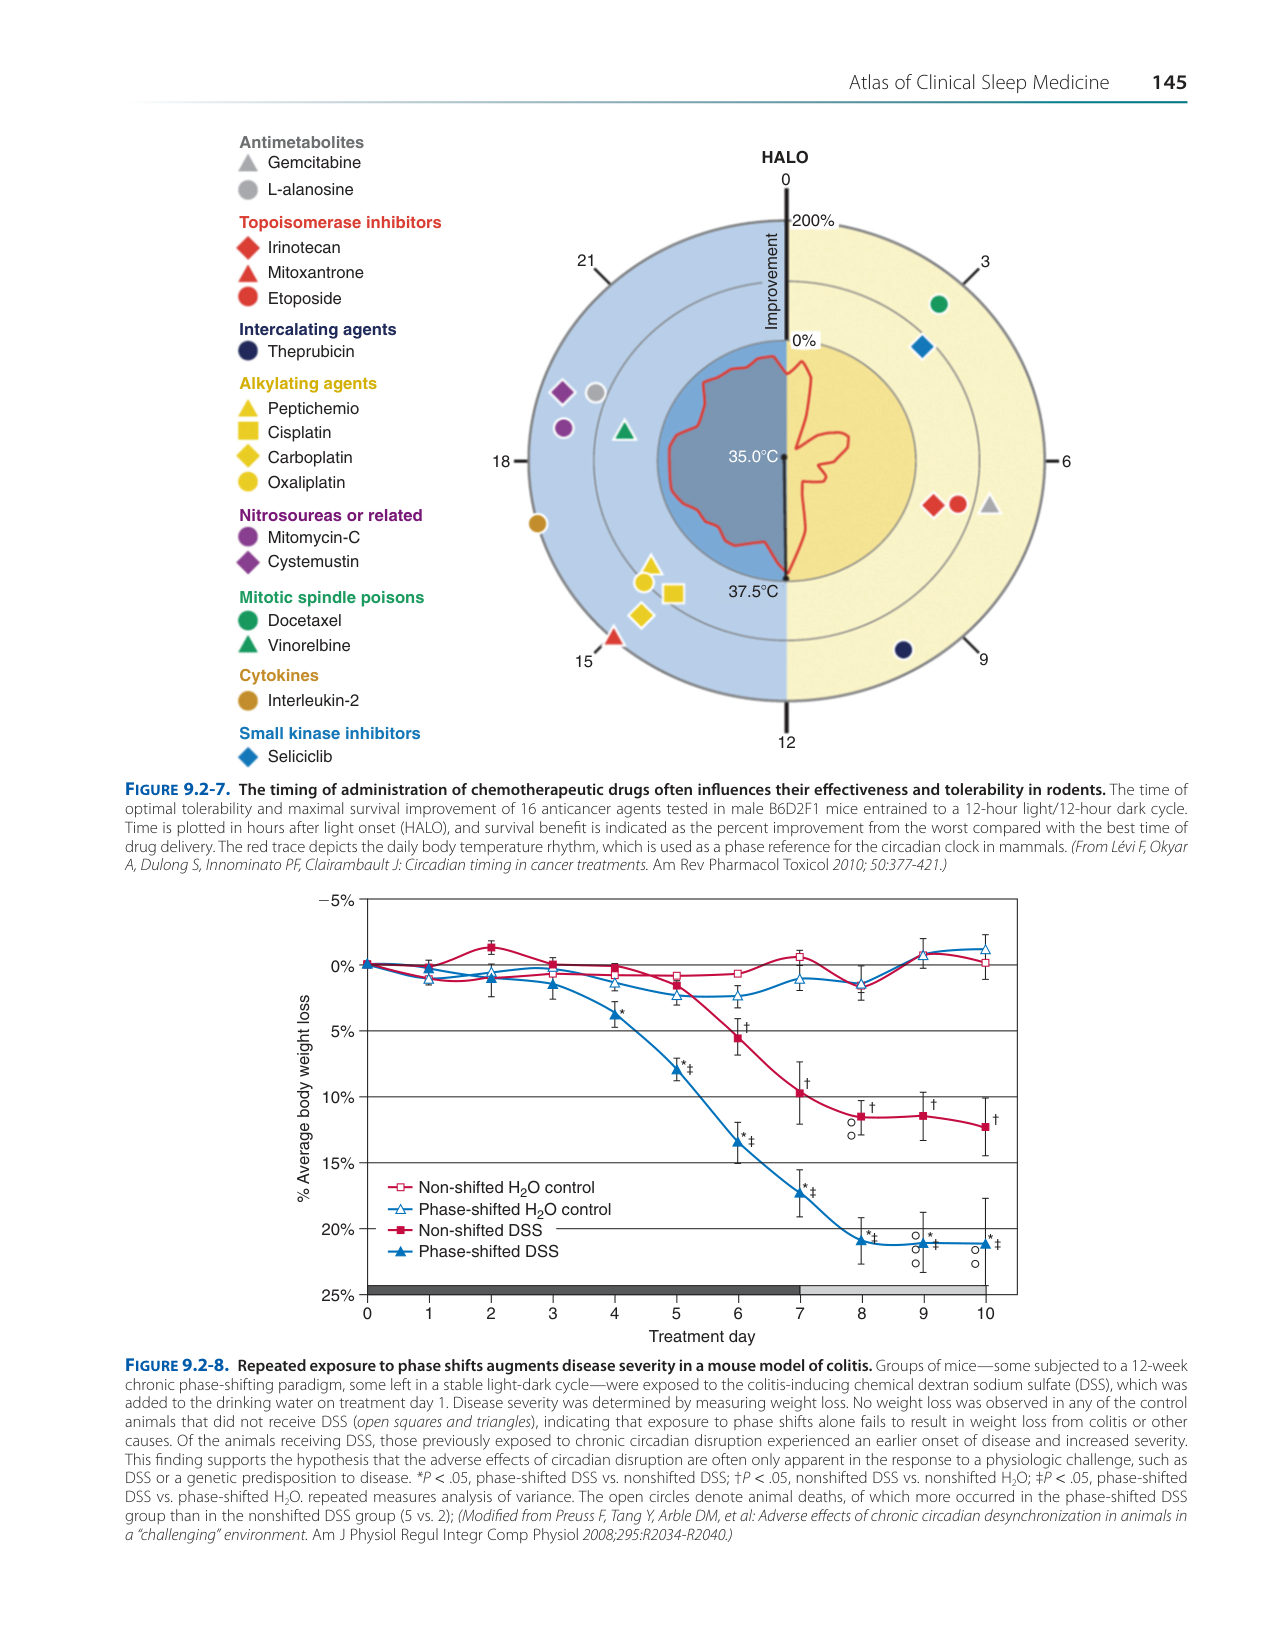 Atlas of Clinical Sleep Medicine 145
Antimetabolites
Gemcitabine
L-alanosine
Topoisomerase inhibitors
Irinotecan
Mitoxantrone
Etoposide
Intercalating agents
Theprubicin
Alkylating agents
Peptichemio
Cisplatin
Carboplatin
Oxaliplatin
Nitrosoureas or related
Mitomycin-C
Cystemustin
Mitotic spindle poisons
Docetaxel
Vinorelbine
Cytokines
Interleukin-2
Small kinase inhibitors
Seliciclib
HALO
0
200%
Improvement
21
3
0%
18
35.0°C
6
37.5°C
15
9
12
FIGURE 9.2-7. The timing of administration of chemotherapeutic drugs often influences their effectiveness and tolerability in rodents. The time of
optimal tolerability and maximal survival improvement of 16 anticancer agents tested in male B6D2F1 mice entrained to a 12-hour light/12-hour dark cycle.
Time is plotted in hours after light onset (HALO), and survival benefit is indicated as the percent improvement from the worst compared with the best time of
drug delivery. The red trace depicts the daily body temperature rhythm, which is used as a phase reference for the circadian clock in mammals. (From Lévi F, Okyar
A, Dulong S, Innominato PF, Clairambault J: Circadian timing in cancer treatments. Am Rev Pharmacol Toxicol 2010; 50:377-421.)
−5%
0%
5%
10%
15%
20%
25%
% Average body weight loss
*
*‡
*‡
*‡
*‡
*‡
*‡
†
†
†
†
†
Non-shifted H₂O control
Phase-shifted H₂O control
Non-shifted DSS
Phase-shifted DSS
0 1 2 3 4 5 6 7 8 9 10
Treatment day
FIGURE 9.2-8. Repeated exposure to phase shifts augments disease severity in a mouse model of colitis. Groups of mice—some subjected to a 12-week
chronic phase-shifting paradigm, some left in a stable light-dark cycle—were exposed to the colitis-inducing chemical dextran sodium sulfate (DSS), which was
added to the drinking water on treatment day 1. Disease severity was determined by measuring weight loss. No weight loss was observed in any of the control
animals that did not receive DSS (open squares and triangles), indicating that exposure to phase shifts alone fails to result in weight loss from colitis or other
causes. Of the animals receiving DSS, those previously exposed to chronic circadian disruption experienced an earlier onset of disease and increased severity.
This finding supports the hypothesis that the adverse effects of circadian disruption are often only apparent in the response to a physiologic challenge, such as
DSS or a genetic predisposition to disease. *P < .05, phase-shifted DSS vs. nonshifted DSS; †P < .05, nonshifted DSS vs. nonshifted H₂O; ‡P < .05, phase-shifted
DSS vs. phase-shifted H₂O. repeated measures analysis of variance. The open circles denote animal deaths, of which more occurred in the phase-shifted DSS
group than in the nonshifted DSS group (5 vs. 2); (Modified from Preuss F, Tang Y, Arble DM, et al: Adverse effects of chronic circadian desynchronization in animals in
a “challenging” environment. Am J Physiol Regul Integr Comp Physiol 2008;295:R2034-R2040.)